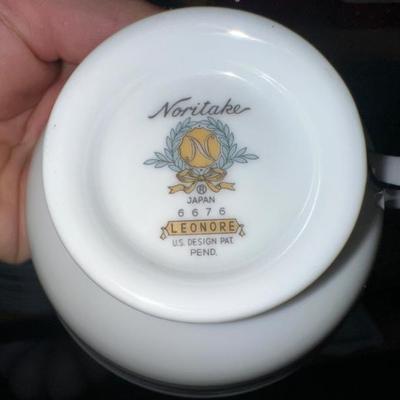 Noritake
N
®
JAPAN
6676
LEONORE
U.S. DESIGN PAT.
PEND.